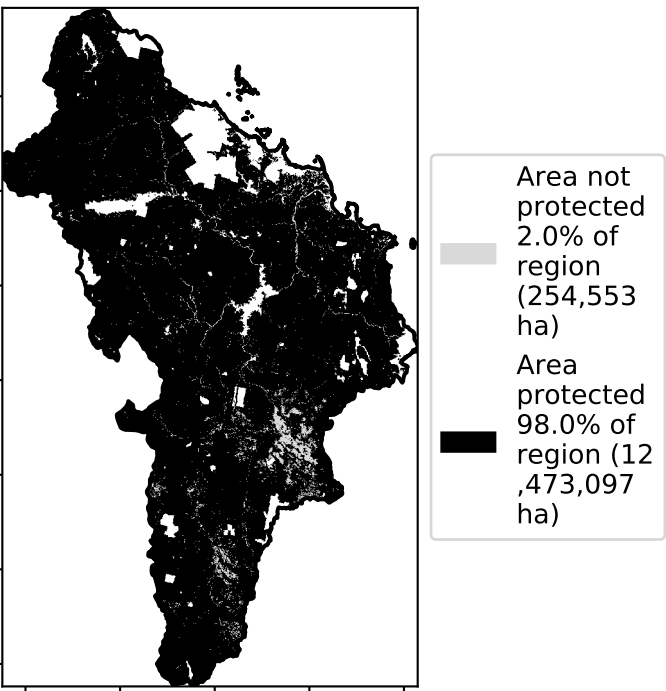 Area not
protected
2.0% of
region
(254,553
ha)
Area
protected
98.0% of
region (12
,473,097
ha)